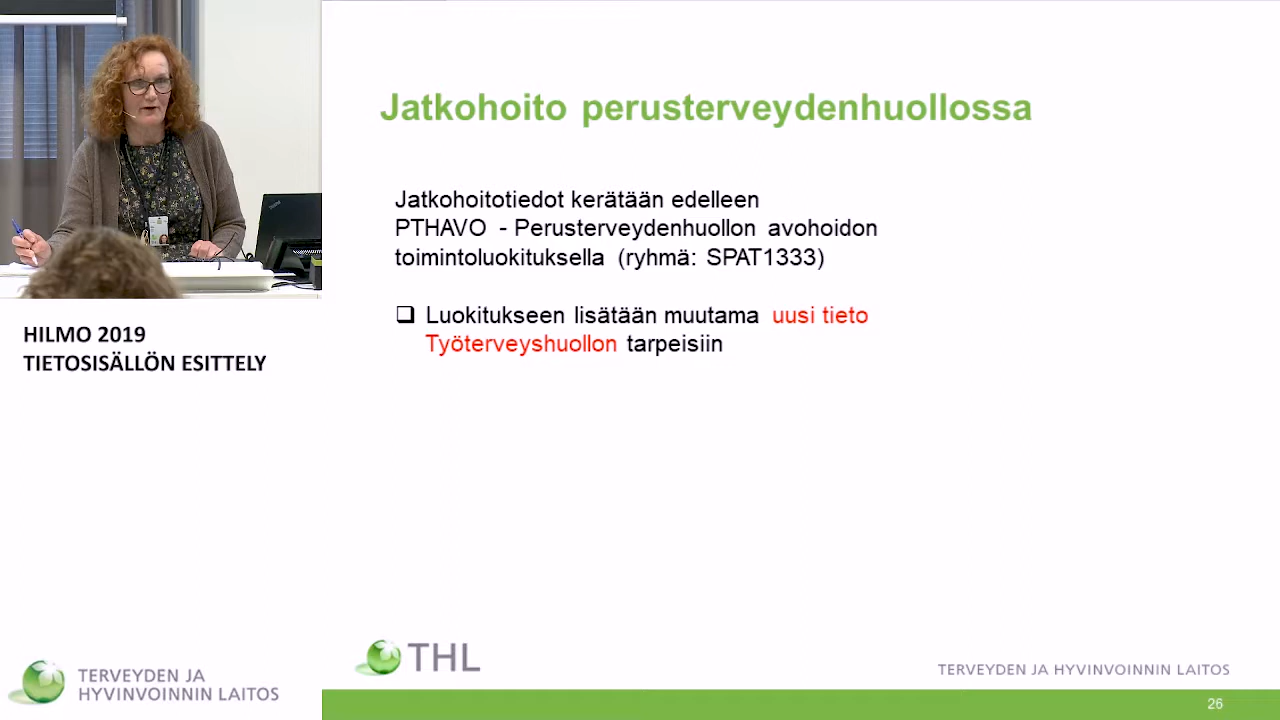 Jatkohoito perusterveydenhuollossa
Jatkohoitotiedot kerätään edelleen
PTHAVO - Perusterveydenhuollon avohoidon
toimintoluokituksella (ryhmä: SPAT1333)
Luokitukseen lisätään muutama uusi tieto
Työterveyshuollon tarpeisiin
HILMO 2019
TIETOSISÄLLÖN ESITTELY
TERVEYDEN JA
HYVINVOINNIN LAITOS
THL
TERVEYDEN JA HYVINVOINNIN LAITOS
26